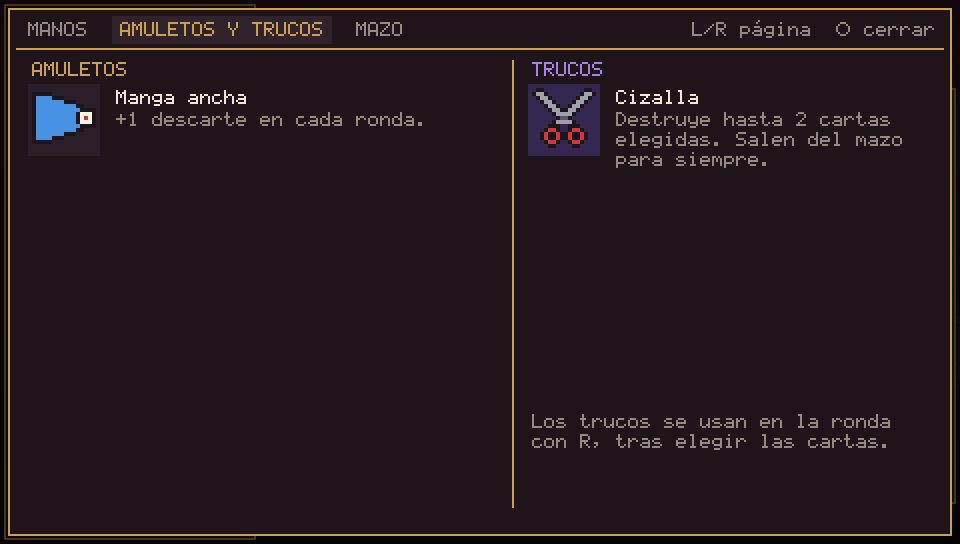 MANOS AMULETOS Y TRUCOS MAZO L/R página O cerrar
AMULETOS
Manga ancha
+1 descarte en cada ronda.
TRUCOS
Cizalla
Destruye hasta 2 cartas
elegidas. Salen del mazo
para siempre.
Los trucos se usan en la ronda
con R, tras elegir las cartas.